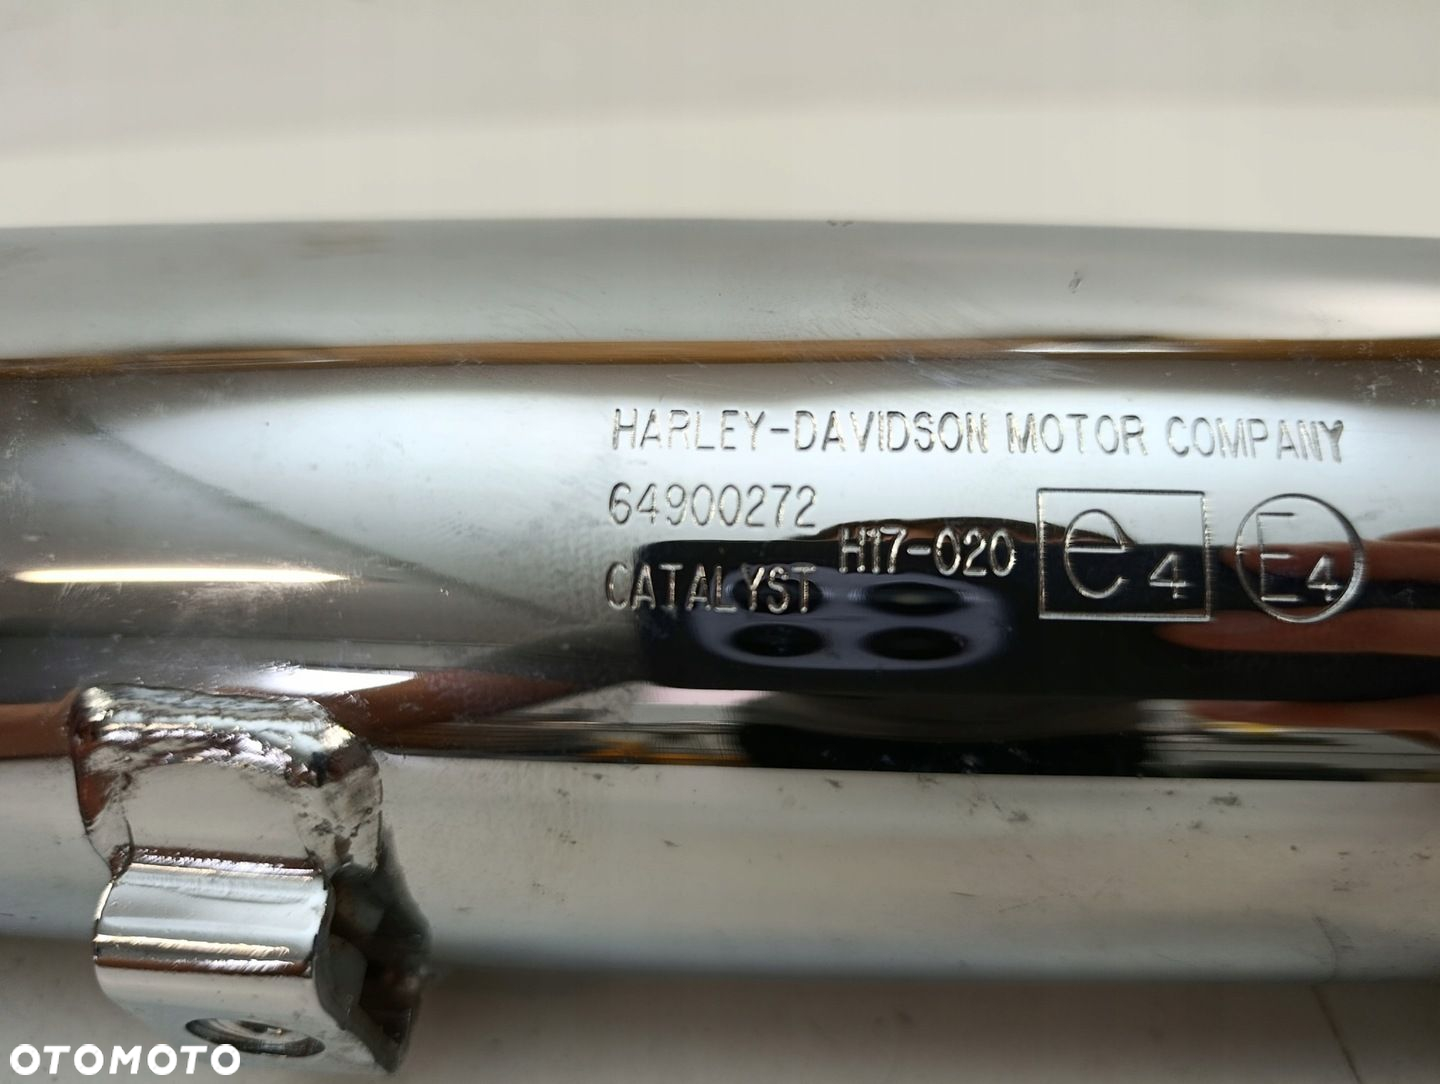 HARLEY-DAVIDSON MOTOR COMPANY
64900272
CATALYST H17-020 e4 E4
OTOMOTO